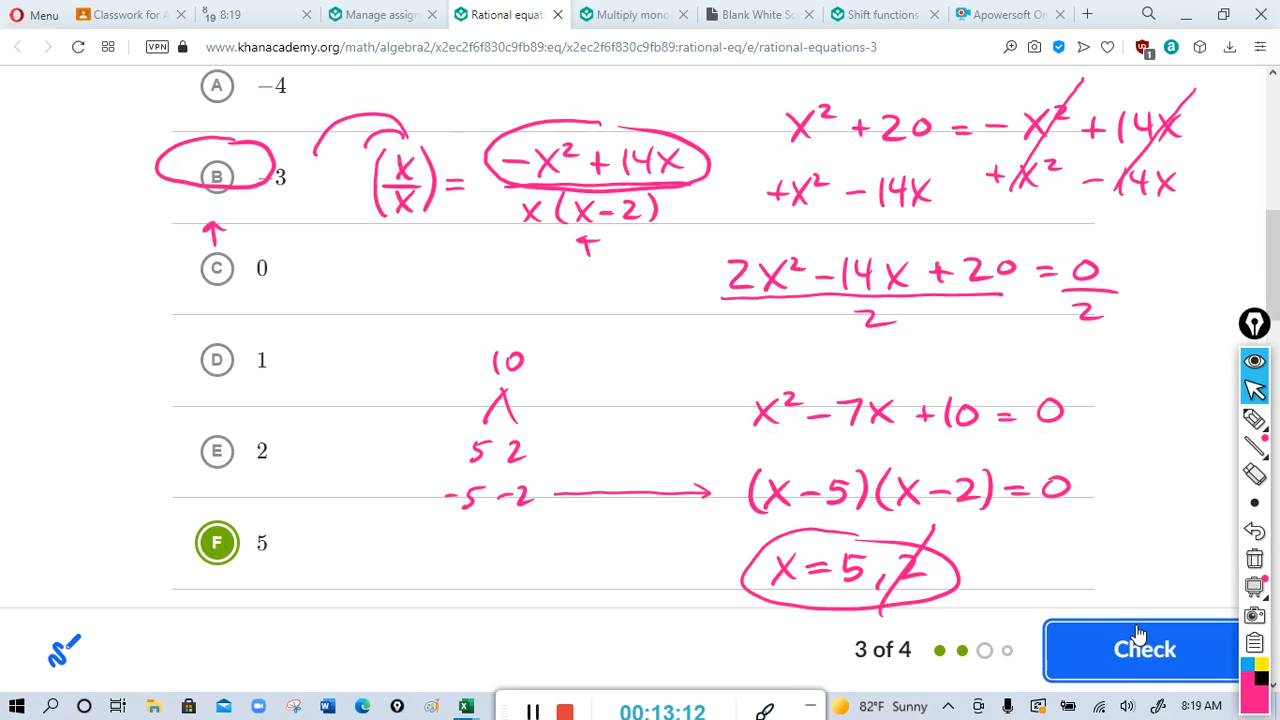 Menu
Classwork for A
8/19 8:19
Manage assign
Rational equat
Multiply mono
Blank White Sc
Shift functions
Apowersoft On
VPN
www.khanacademy.org/math/algebra2/x2ec2f6f830c9fb89:eq/x2ec2f6f830c9fb89:rational-eq/e/rational-equations-3
1
A −4
B −3
C 0
D 1
E 2
F 5
(x/x) = (−x² + 14x)/(x(x−2))
x² + 20 = −x² + 14x
+x² − 14x +x² − 14x
2x² − 14x + 20 = 0
2 2
10
5 2
−5 −2
x² − 7x + 10 = 0
(x−5)(x−2) = 0
x = 5, 2
3 of 4
Check
00:13:12
82°F Sunny
8:19 AM